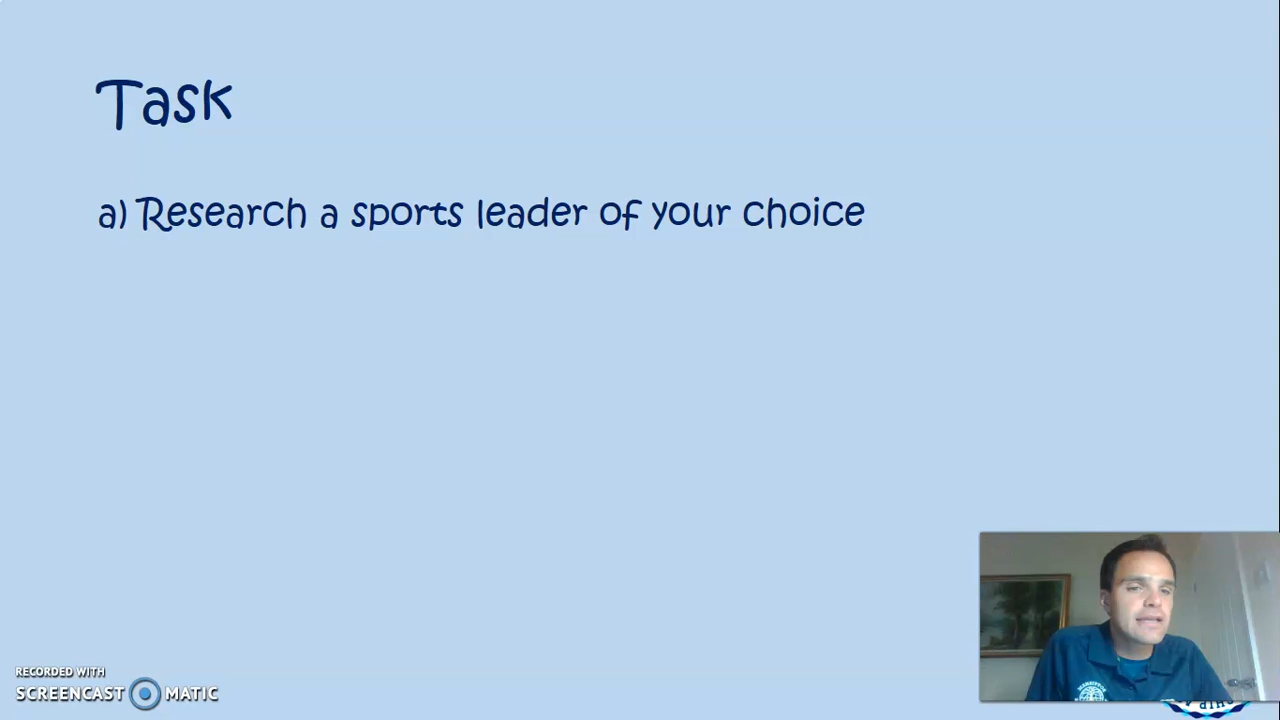 Task
a) Research a sports leader of your choice
RECORDED WITH
SCREENCAST MATIC